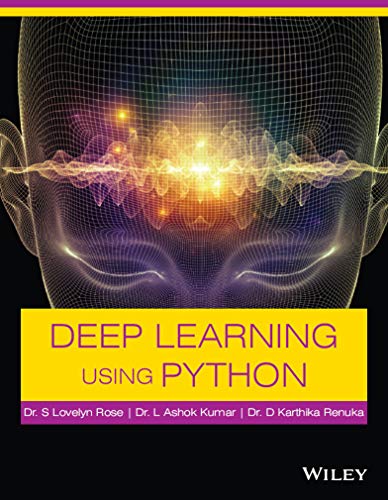 DEEP LEARNING
USING PYTHON
Dr. S Lovelyn Rose | Dr. L Ashok Kumar | Dr. D Karthika Renuka
WILEY